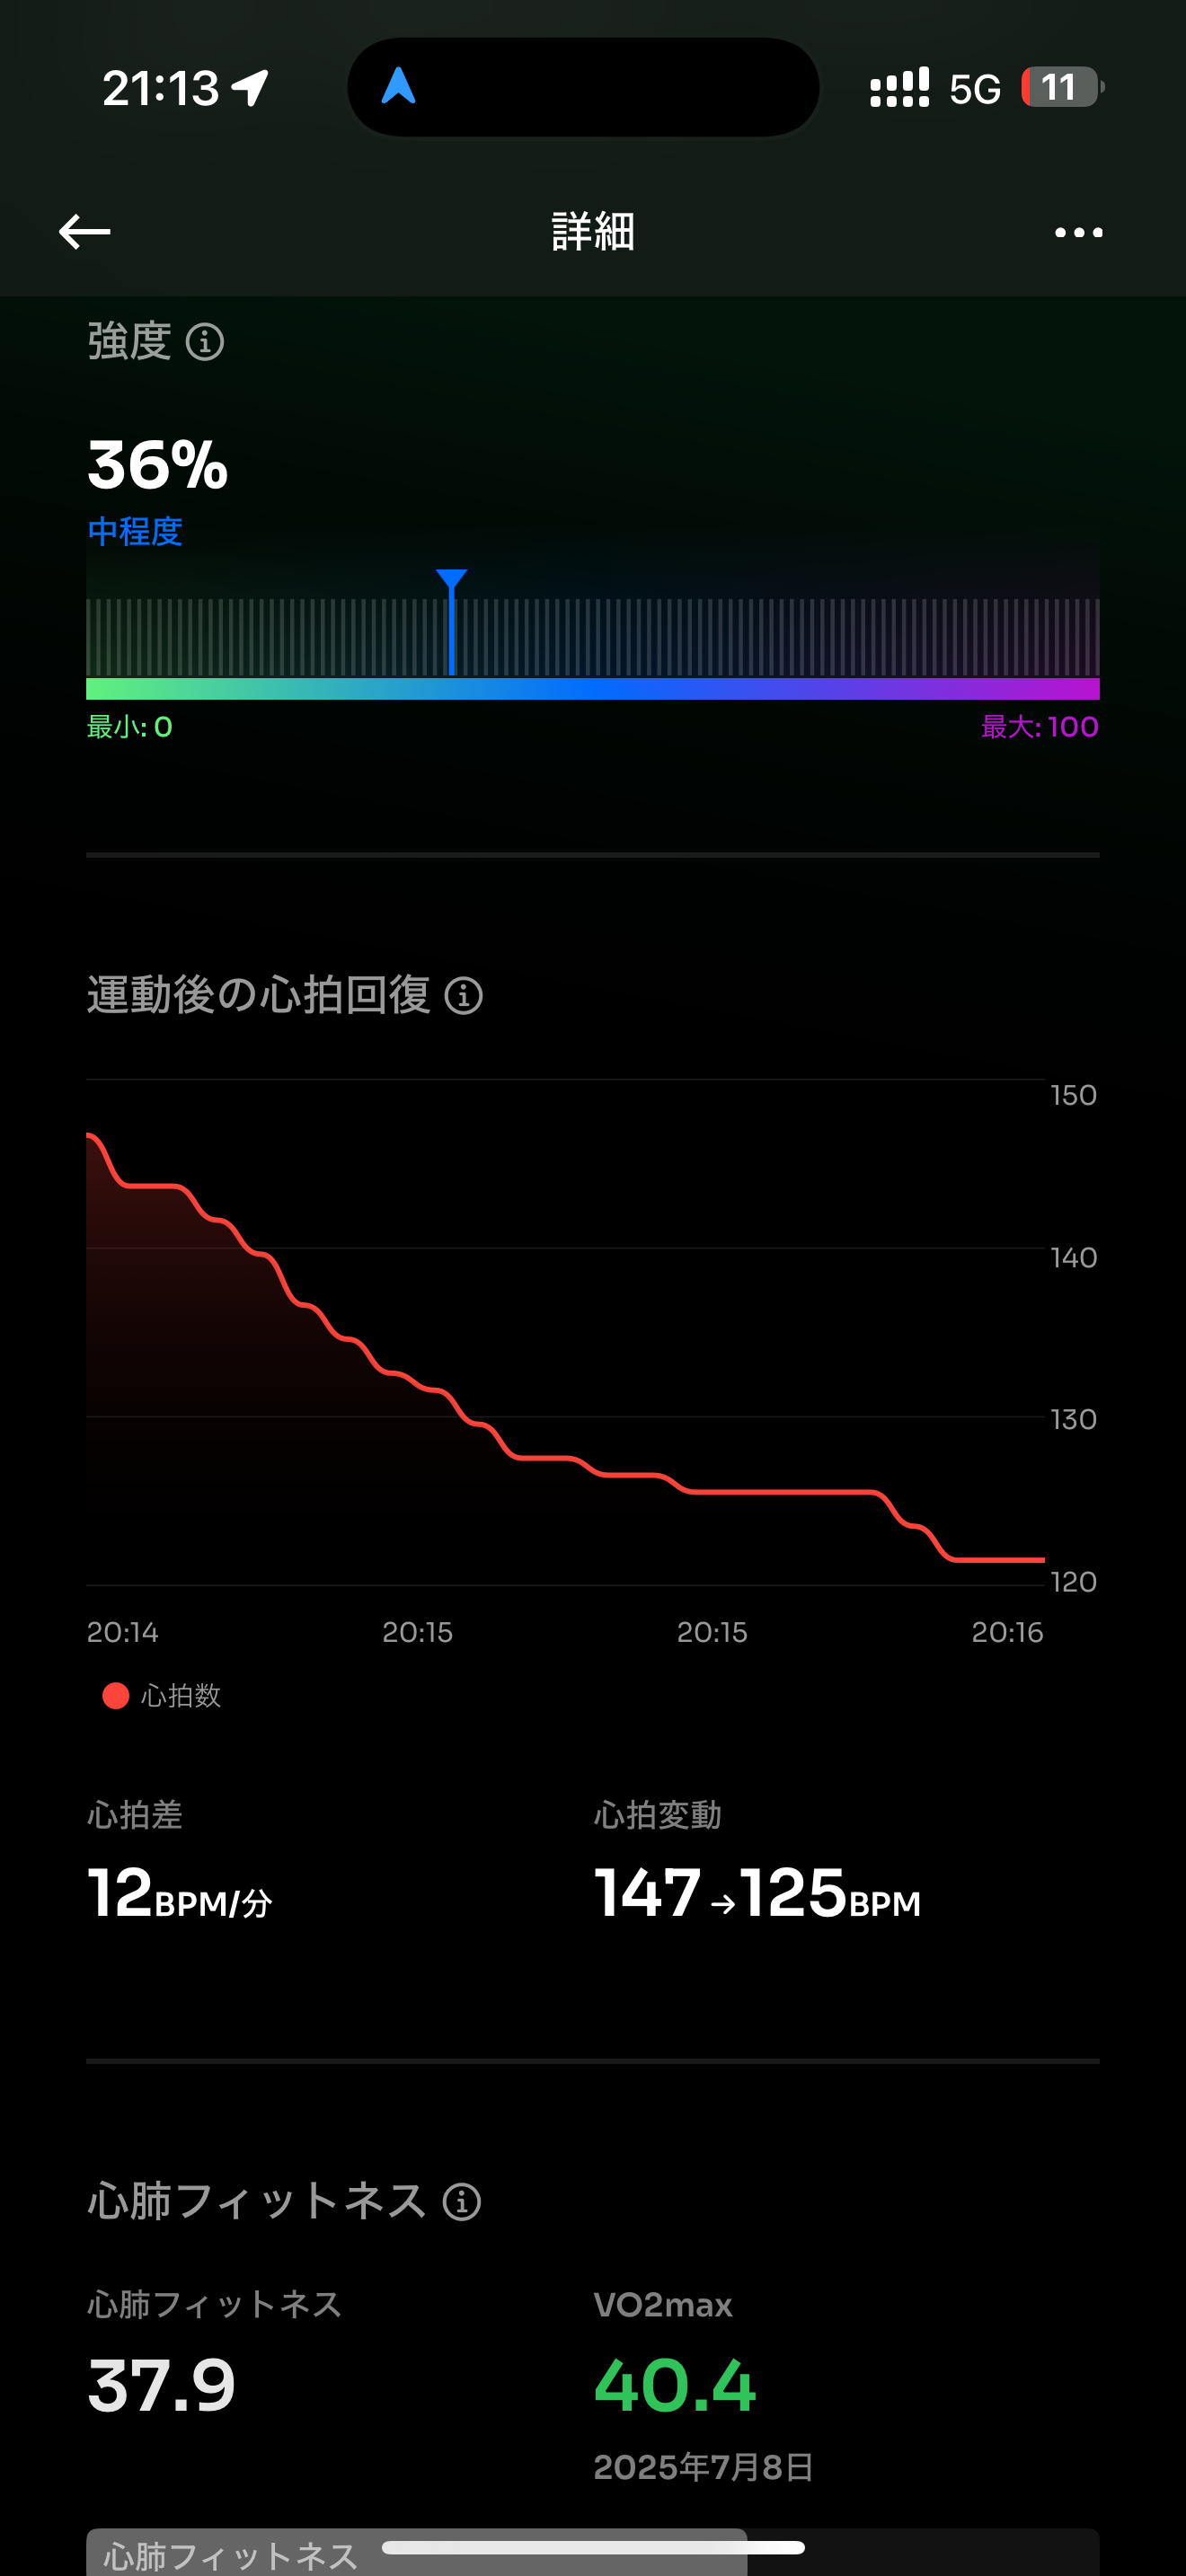 21:13 5G 11
詳細
強度
36%
中程度
最小: 0 最大: 100
運動後の心拍回復
150
140
130
120
20:14 20:15 20:15 20:16
心拍数
心拍差 心拍変動
12BPM/分 147→125BPM
心肺フィットネス
心肺フィットネス VO2max
37.9 40.4
2025年7月8日
心肺フィットネス